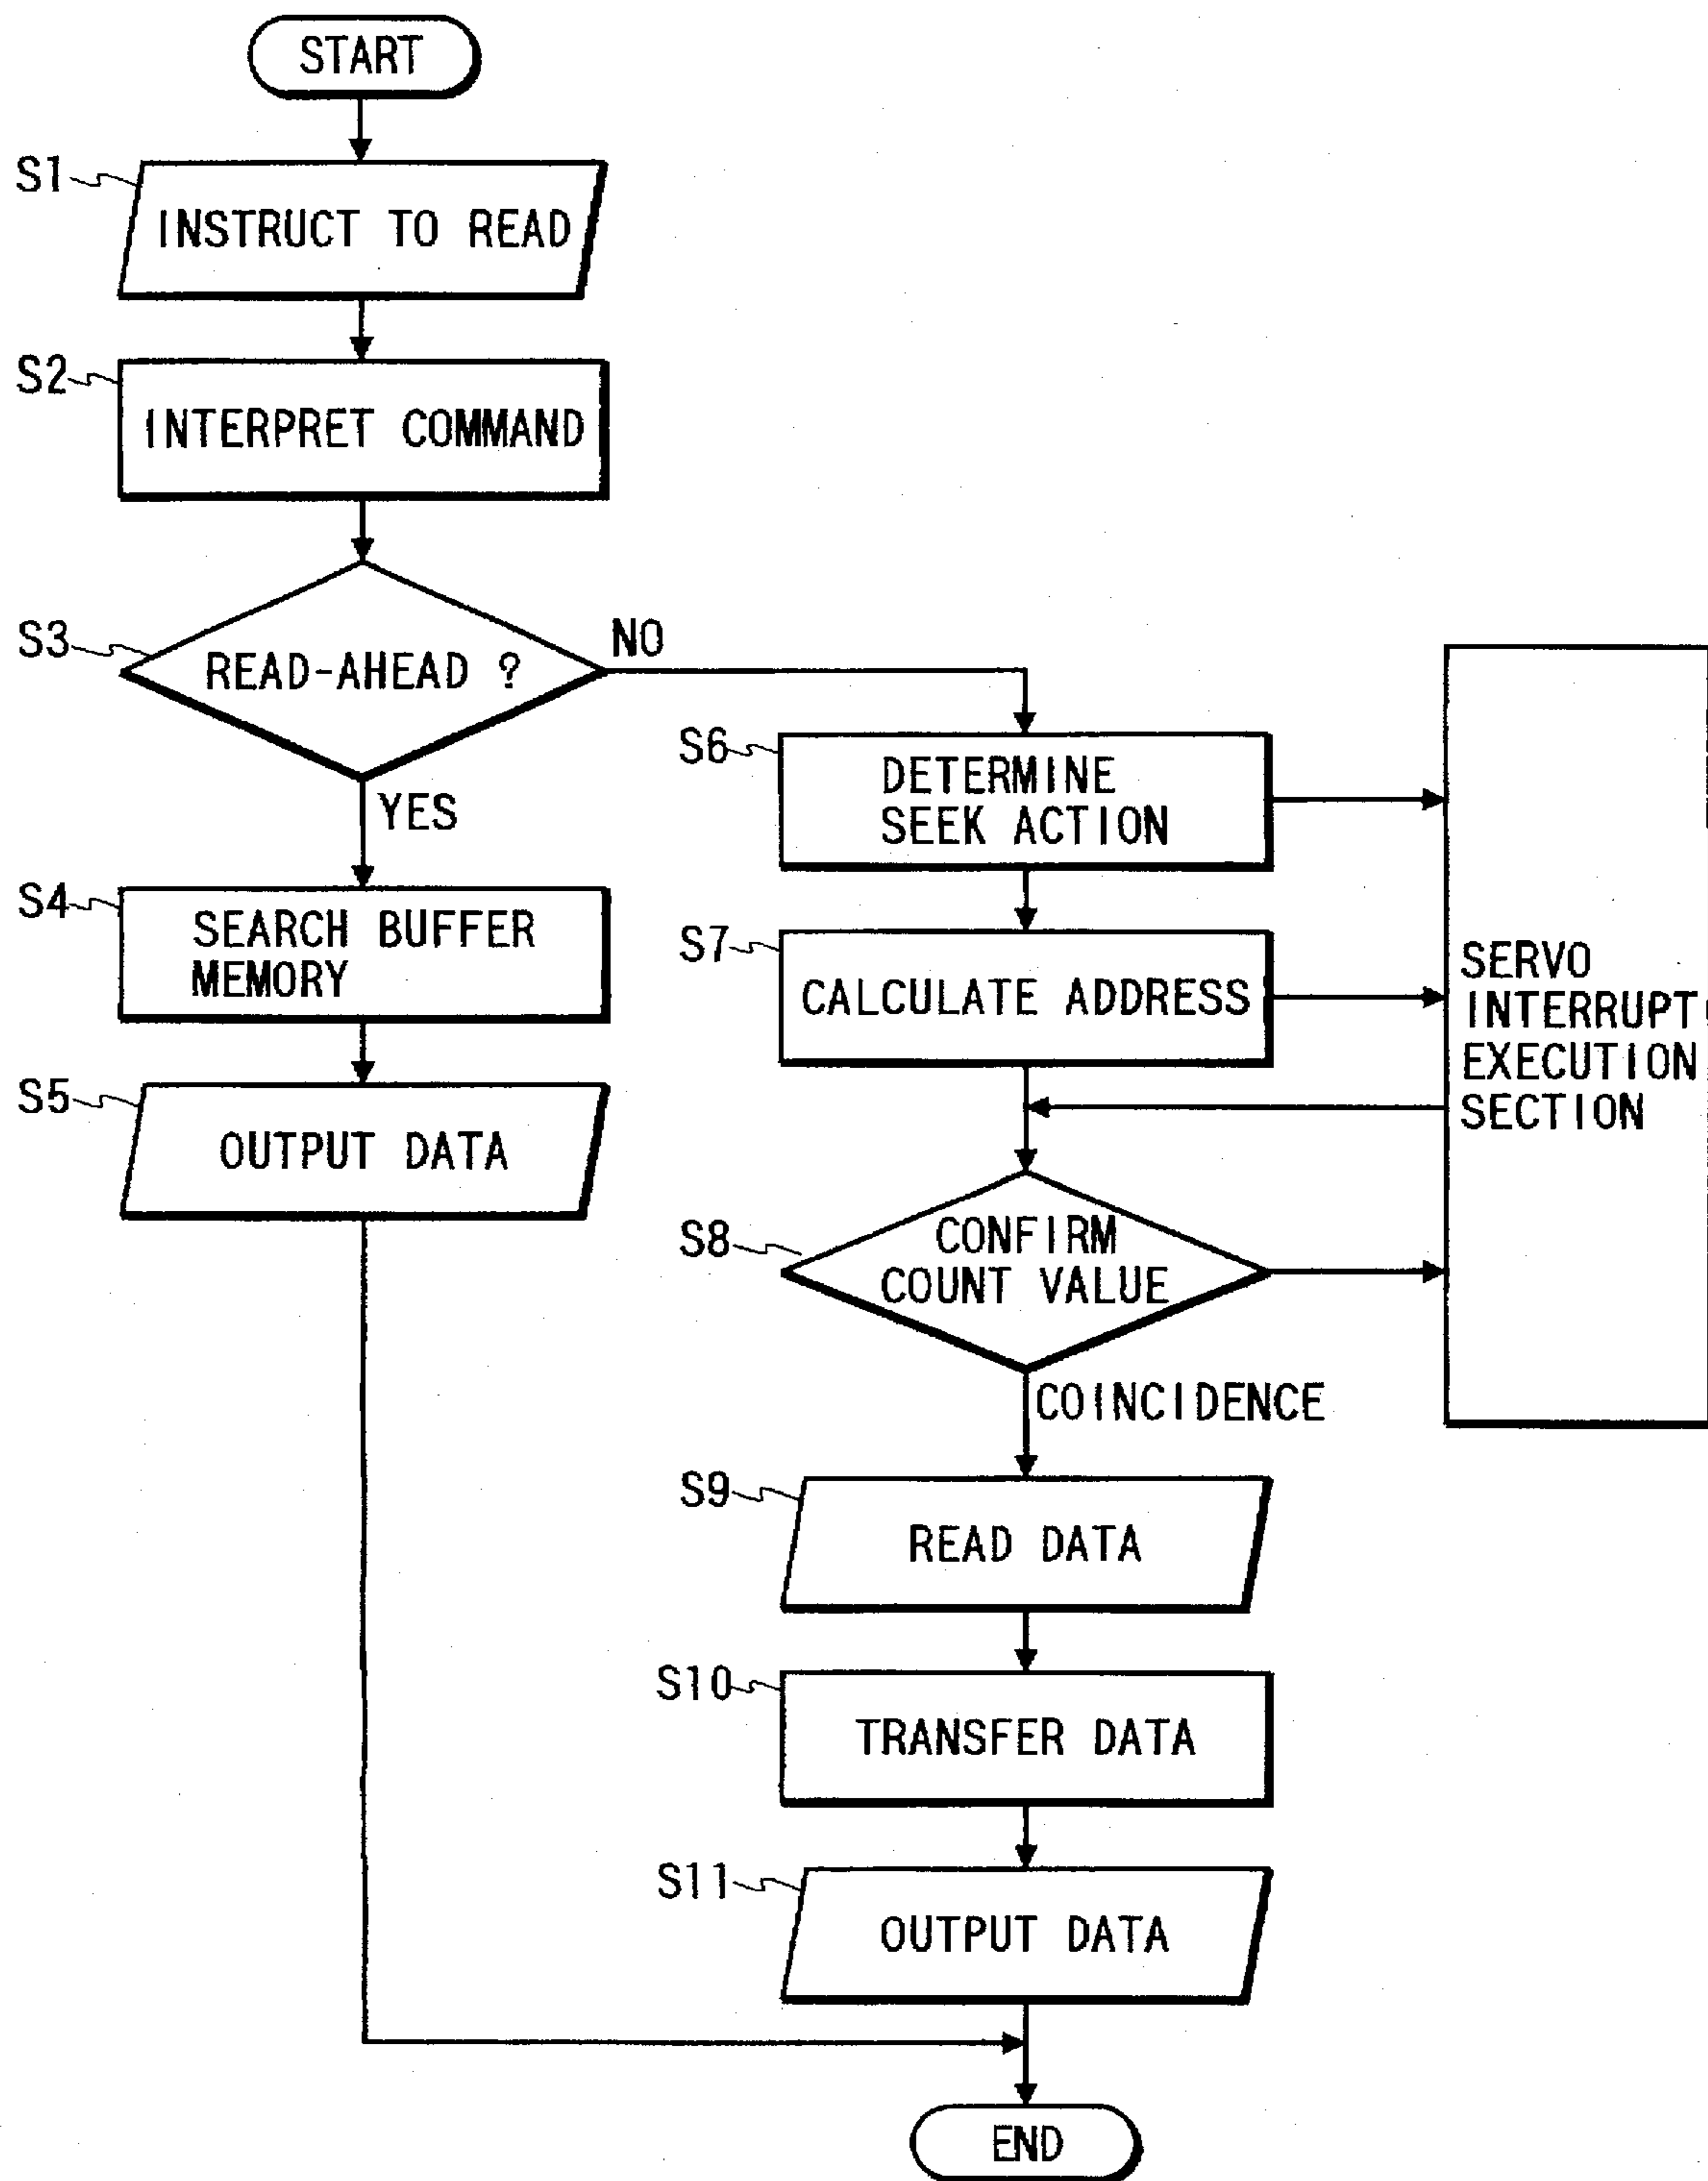 START
S1
INSTRUCT TO READ
S2
INTERPRET COMMAND
S3
READ-AHEAD ?
NO
YES
S4
SEARCH BUFFER
MEMORY
S5
OUTPUT DATA
S6
DETERMINE
SEEK ACTION
S7
CALCULATE ADDRESS
SERVO
INTERRUPT
EXECUTION
SECTION
S8
CONFIRM
COUNT VALUE
COINCIDENCE
S9
READ DATA
S10
TRANSFER DATA
S11
OUTPUT DATA
END